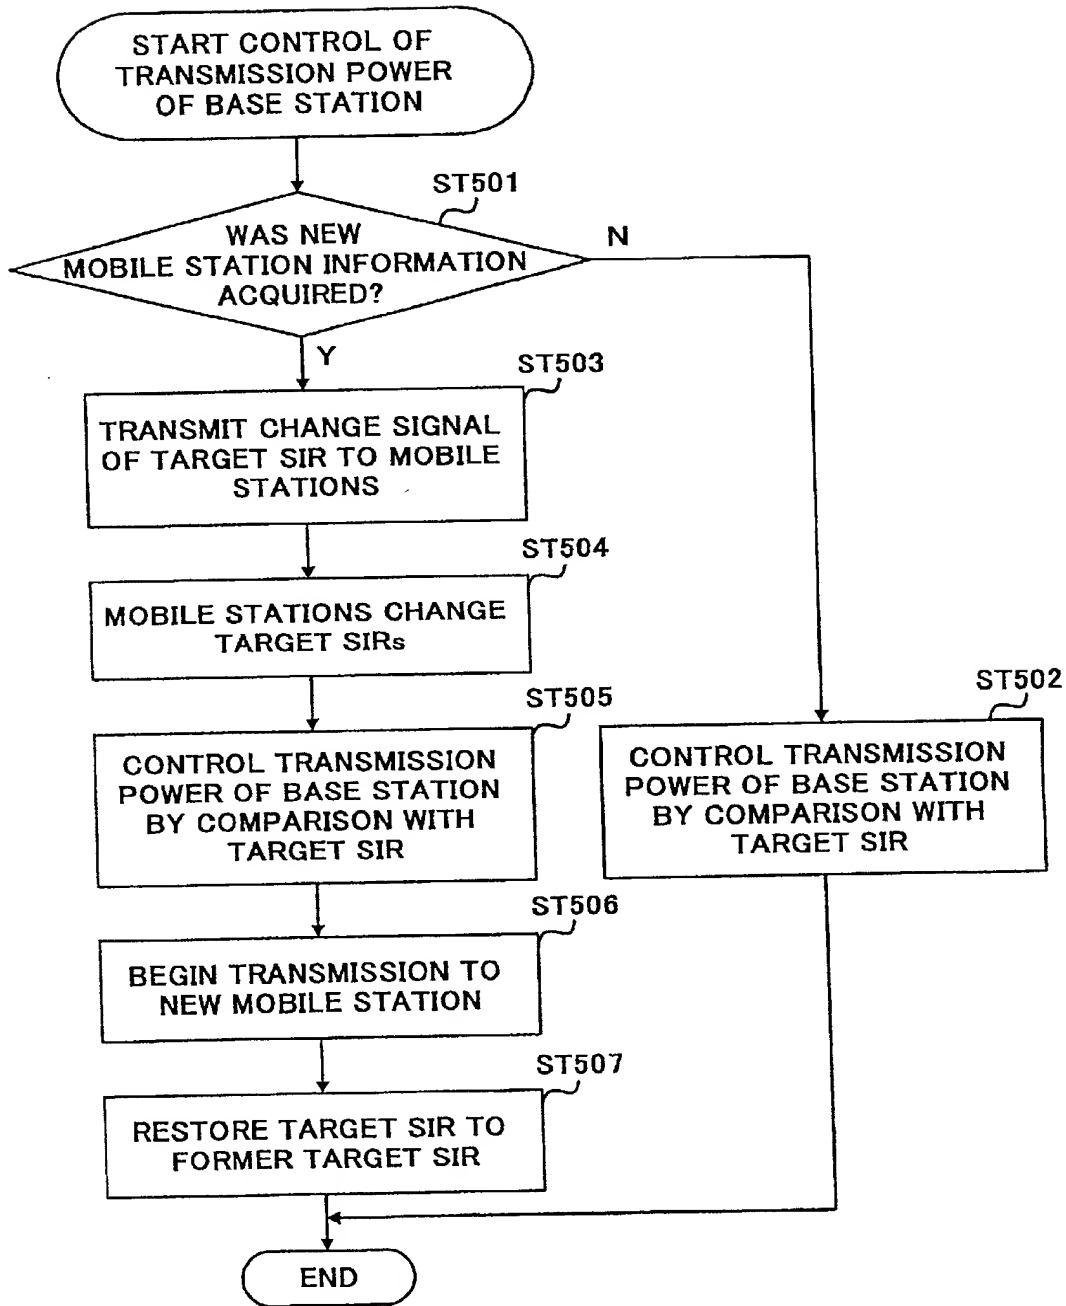 START CONTROL OF
TRANSMISSION POWER
OF BASE STATION
ST501
WAS NEW
MOBILE STATION INFORMATION
ACQUIRED?
N
Y
ST503
TRANSMIT CHANGE SIGNAL
OF TARGET SIR TO MOBILE
STATIONS
ST504
MOBILE STATIONS CHANGE
TARGET SIRs
ST505
CONTROL TRANSMISSION
POWER OF BASE STATION
BY COMPARISON WITH
TARGET SIR
ST502
CONTROL TRANSMISSION
POWER OF BASE STATION
BY COMPARISON WITH
TARGET SIR
ST506
BEGIN TRANSMISSION TO
NEW MOBILE STATION
ST507
RESTORE TARGET SIR TO
FORMER TARGET SIR
END